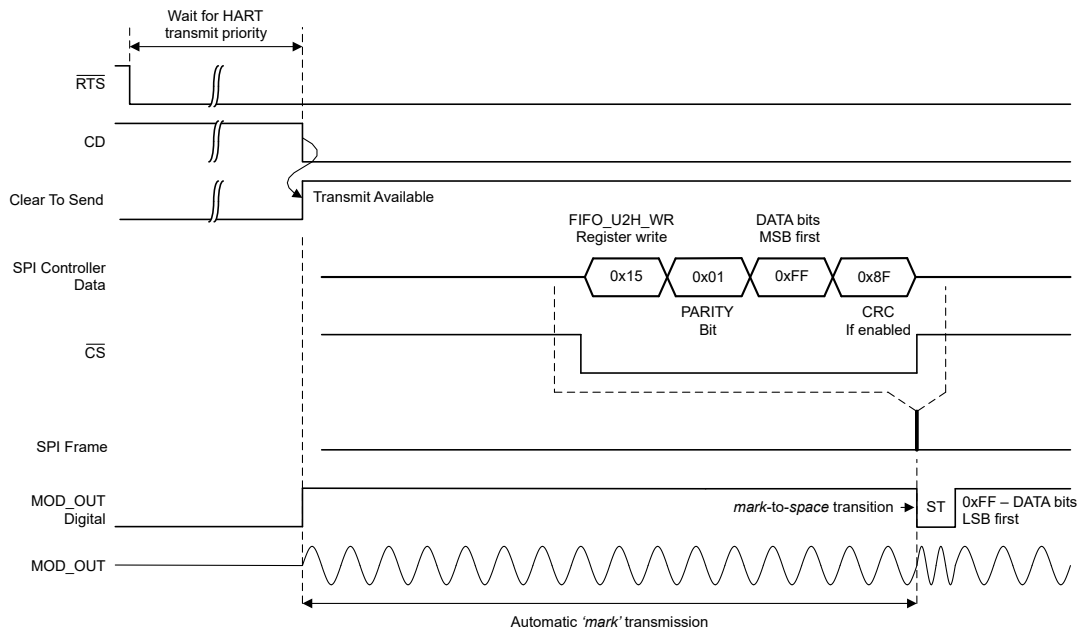 Wait for HART
transmit priority
RTS
CD
Clear To Send
Transmit Available
FIFO_U2H_WR
Register write
DATA bits
MSB first
SPI Controller
Data
0x15
0x01
0xFF
0x8F
PARITY
Bit
CRC
If enabled
CS
SPI Frame
MOD_OUT
Digital
mark-to-space transition
ST
0xFF – DATA bits
LSB first
MOD_OUT
Automatic ‘mark’ transmission